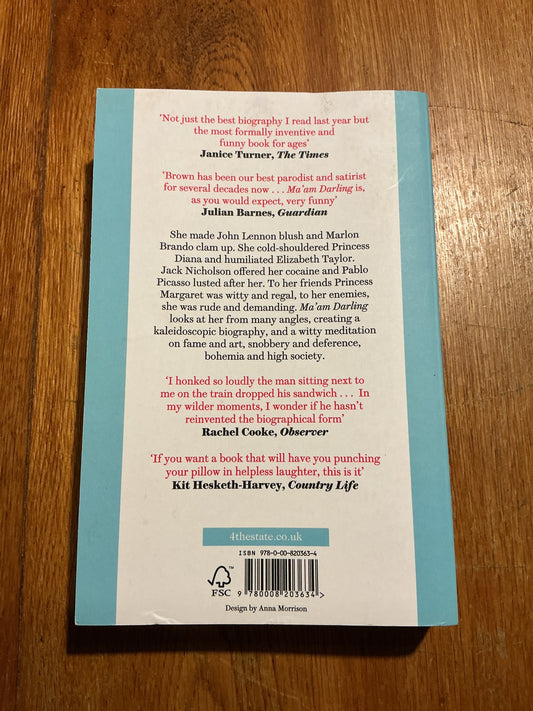 ‘Not just the best biography I read last year but
the most formally inventive and
funny book for ages’
Janice Turner, The Times
‘Brown has been our best parodist and satirist
for several decades now . . . Ma’am Darling is,
as you would expect, very funny’
Julian Barnes, Guardian
She made John Lennon blush and Marlon
Brando clam up. She cold-shouldered Princess
Diana and humiliated Elizabeth Taylor.
Jack Nicholson offered her cocaine and Pablo
Picasso lusted after her. To her friends Princess
Margaret was witty and regal, to her enemies,
she was rude and demanding. Ma’am Darling
looks at her from many angles, creating a
kaleidoscopic biography, and a witty meditation
on fame and art, snobbery and deference,
bohemia and high society.
‘I honked so loudly the man sitting next to
me on the train dropped his sandwich . . . In
my wilder moments, I wonder if he hasn’t
reinvented the biographical form’
Rachel Cooke, Observer
‘If you want a book that will have you punching
your pillow in helpless laughter, this is it’
Kit Hesketh-Harvey, Country Life
4thestate.co.uk
ISBN 978-0-00-820363-4
FSC™
9 780008 203634 >
Design by Anna Morrison